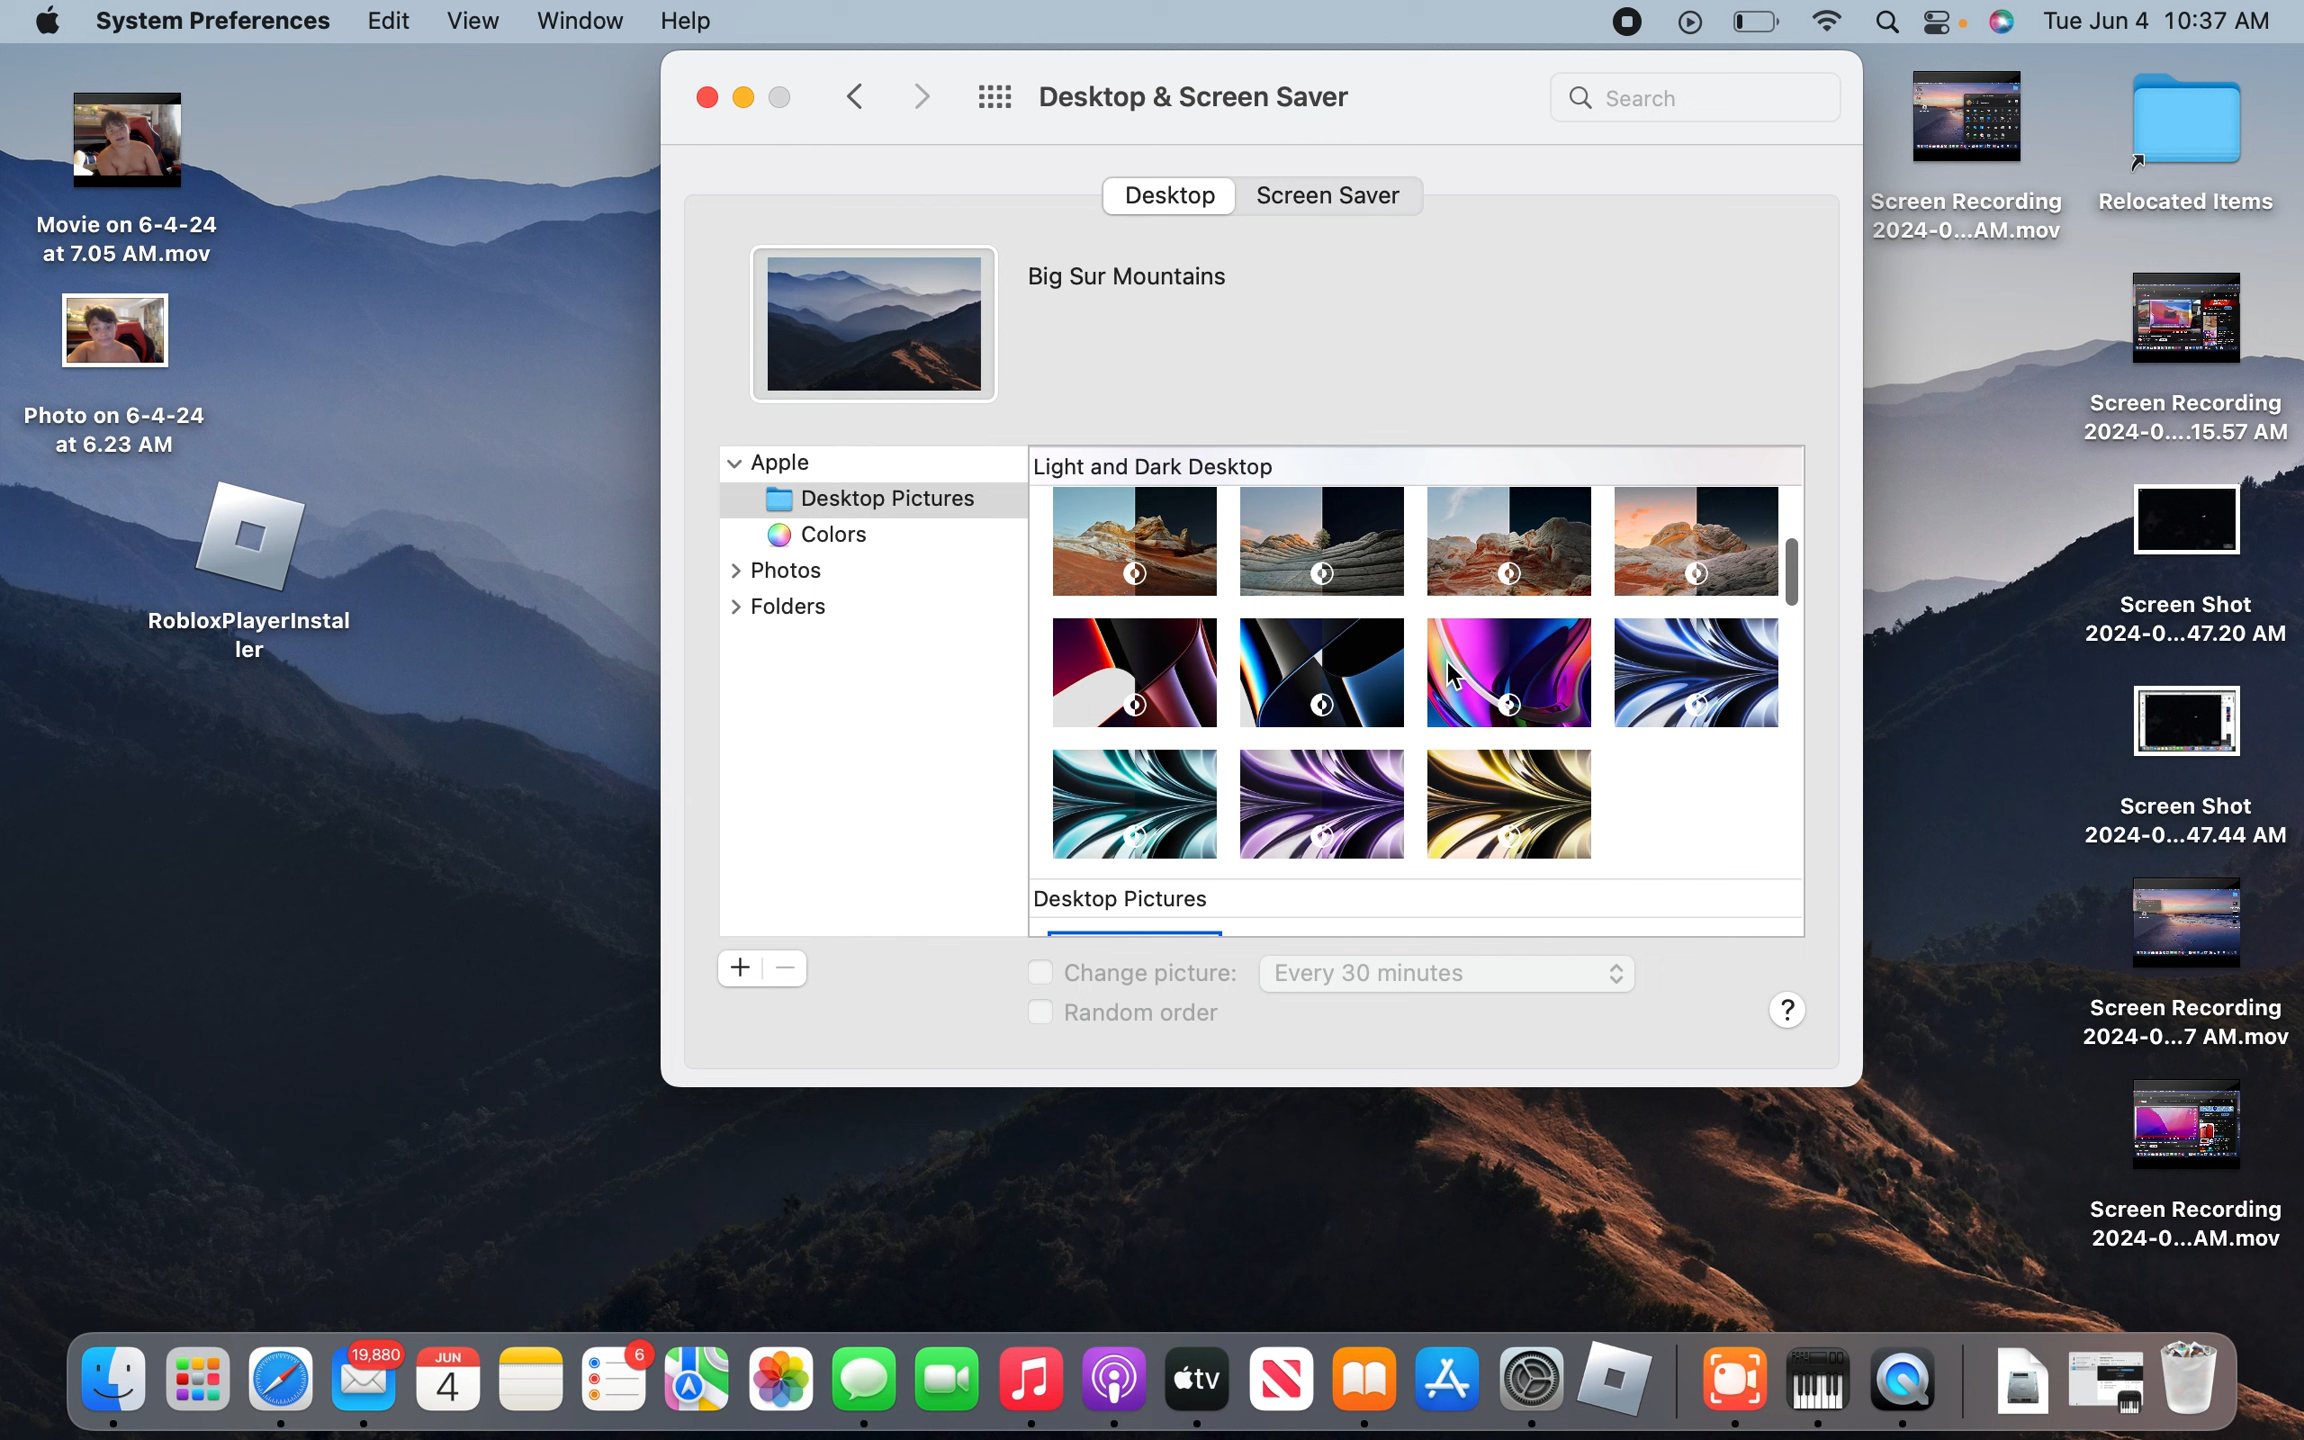 System Preferences Edit View Window Help Tue Jun 4 10:37 AM
Desktop & Screen Saver Search
Desktop Screen Saver
Big Sur Mountains
Apple
Desktop Pictures
Colors
Photos
Folders
Light and Dark Desktop
Desktop Pictures
Change picture: Every 30 minutes
Random order
?
Movie on 6-4-24
at 7.05 AM.mov
Photo on 6-4-24
at 6.23 AM
RobloxPlayerInstal
ler
Screen Recording
2024-0...AM.mov
Relocated Items
Screen Recording
2024-0....15.57 AM
Screen Shot
2024-0...47.20 AM
Screen Shot
2024-0...47.44 AM
Screen Recording
2024-0...7 AM.mov
Screen Recording
2024-0...AM.mov
19,880
JUN
4
6
tv